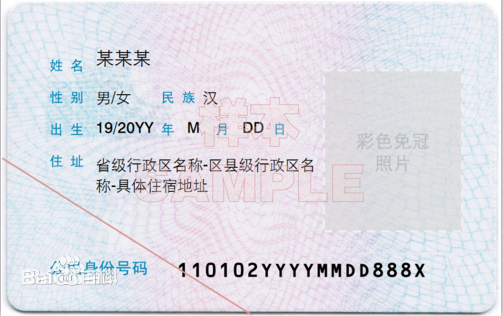 姓名 某某某
性别 男/女 民族 汉
出生 19/20YY 年 M 月 DD 日
样本
住址 省级行政区名称-区县级行政区名
称-具体住宿地址
SAMPLE
彩色免冠
照片
公民身份号码 110102YYYYMMDD888X
Baidu百科